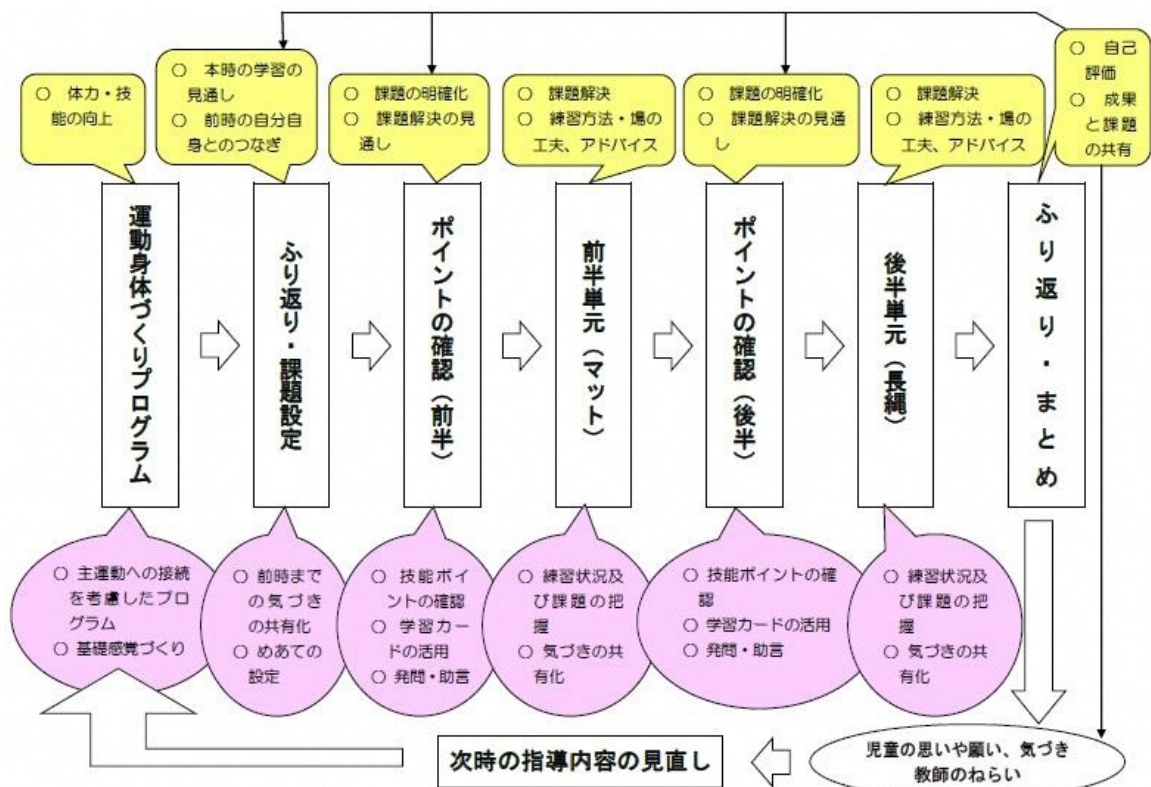 ○ 体力・技
能の向上
○ 本時の学習の
見通し
○ 前時の自分自
身とのつなぎ
○ 課題の明確化
○ 課題解決の見
通し
○ 課題解決
○ 練習方法・場の
工夫、アドバイス
○ 課題の明確化
○ 課題解決の見通
し
○ 課題解決
○ 練習方法・場の
工夫、アドバイス
○ 自己
評価
○ 成果
と課題
の共有
運動身体づくりプログラム
ふり返り・課題設定
ポイントの確認(前半)
前半単元(マット)
ポイントの確認(後半)
後半単元(長縄)
ふり返り・まとめ
○ 主運動への接続
を考慮したプロ
グラム
○ 基礎感覚づくり
○ 前時まで
の気づき
の共有化
○ めあての
設定
○ 技能ポイ
ントの確認
○ 学習カー
ドの活用
○ 発問・助言
○ 練習状況及
び課題の把
握
○ 気づきの共
有化
○ 技能ポイントの確
認
○ 学習カードの活用
○ 発問・助言
○ 練習状況及
び課題の把
握
○ 気づきの共
有化
次時の指導内容の見直し
児童の思いや願い、気づき
教師のねらい